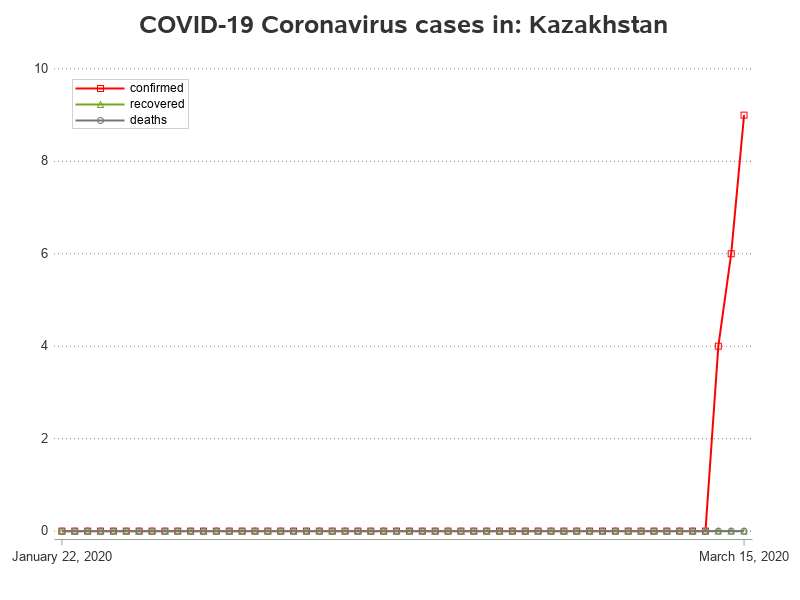 COVID-19 Coronavirus cases in: Kazakhstan
10
confirmed
recovered
deaths
8
6
4
2
0
January 22, 2020
March 15, 2020